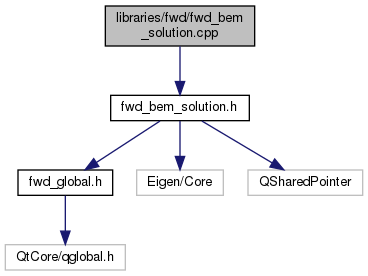 libraries/fwd/fwd_bem
_solution.cpp
fwd_bem_solution.h
fwd_global.h
Eigen/Core
QSharedPointer
QtCore/qglobal.h